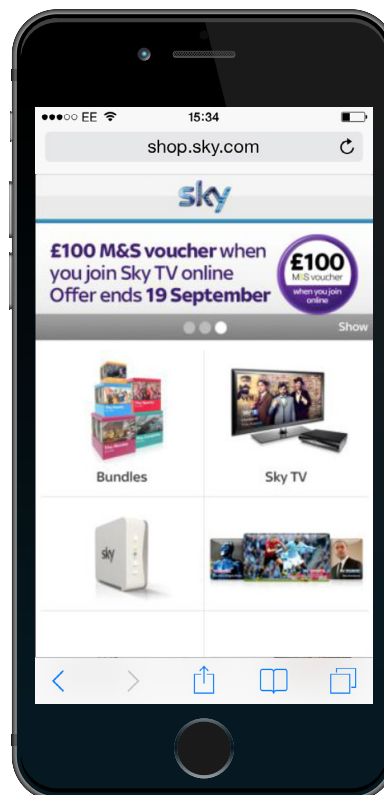 EE
15:34
shop.sky.com
sky
£100 M&S voucher when
you join Sky TV online
Offer ends 19 September
£100
M&S voucher
when you join
online
Show
Bundles
Sky TV
sky